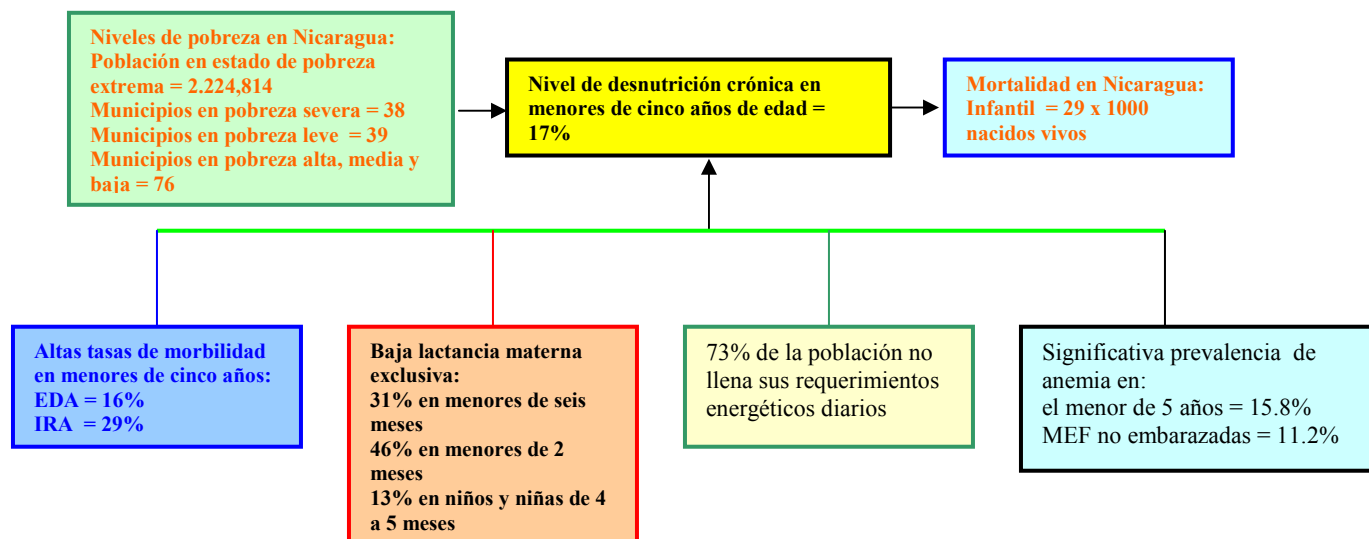 Niveles de pobreza en Nicaragua:
Población en estado de pobreza
extrema = 2.224,814
Municipios en pobreza severa = 38
Municipios en pobreza leve = 39
Municipios en pobreza alta, media y
baja = 76
Nivel de desnutrición crónica en
menores de cinco años de edad =
17%
Mortalidad en Nicaragua:
Infantil = 29 x 1000
nacidos vivos
Altas tasas de morbilidad
en menores de cinco años:
EDA = 16%
IRA = 29%
Baja lactancia materna
exclusiva:
31% en menores de seis
meses
46% en menores de 2
meses
13% en niños y niñas de 4
a 5 meses
73% de la población no
llena sus requerimientos
energéticos diarios
Significativa prevalencia de
anemia en:
el menor de 5 años = 15.8%
MEF no embarazadas = 11.2%